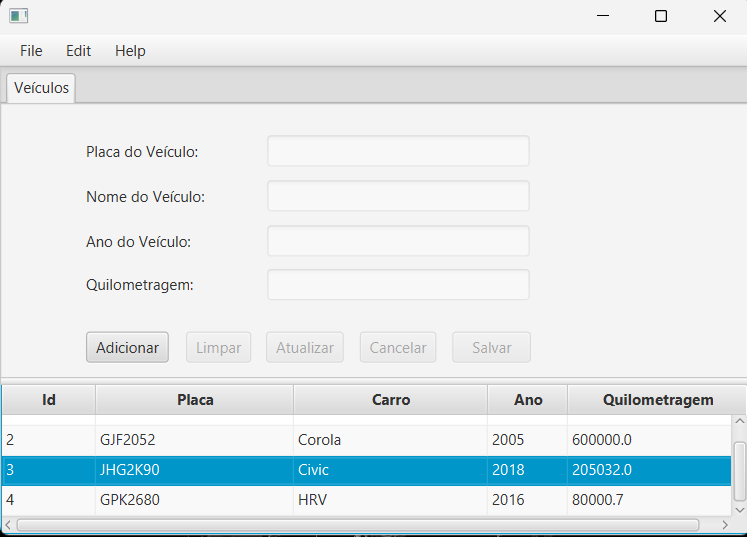 File Edit Help
Veículos
Placa do Veículo:
Nome do Veículo:
Ano do Veículo:
Quilometragem:
Adicionar Limpar Atualizar Cancelar Salvar
Id Placa Carro Ano Quilometragem
2 GJF2052 Corola 2005 600000.0
3 JHG2K90 Civic 2018 205032.0
4 GPK2680 HRV 2016 80000.7